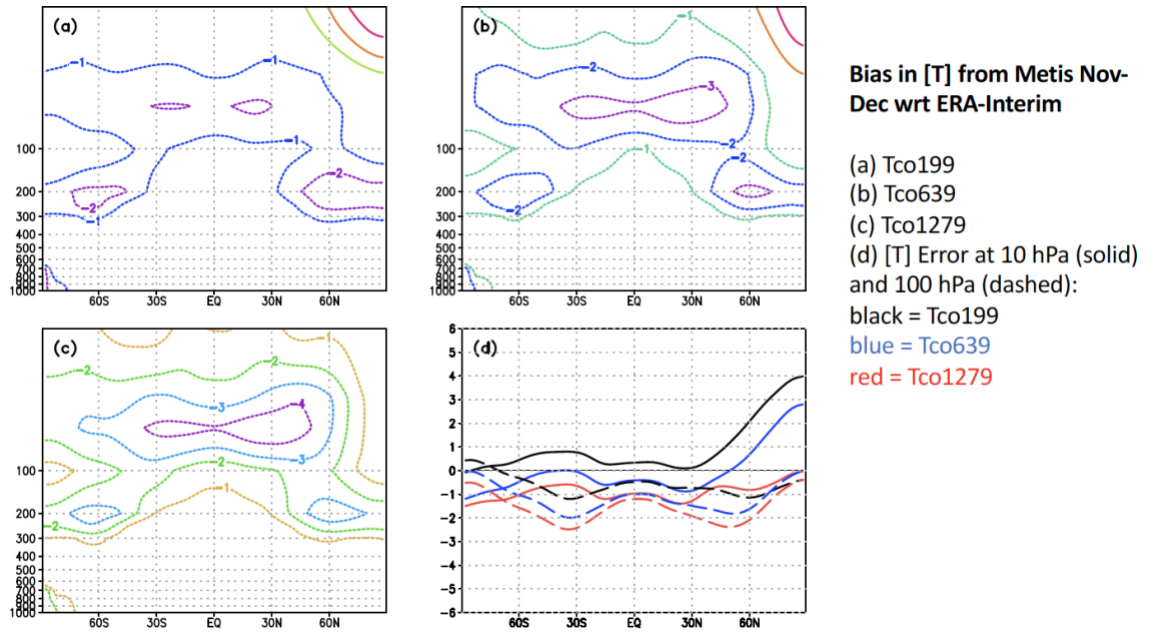 (a)
−1
−1
−1
−2
−2
−1
100
200
300
400
500
600
700
800
900
1000
60S
30S
EQ
30N
60N
(b)
−1
−2
−3
−2
−2
−1
−2
100
200
300
400
500
600
700
800
900
1000
60S
30S
EQ
30N
60N
Bias in [T] from Metis Nov-
Dec wrt ERA-Interim
(a) Tco199
(b) Tco639
(c) Tco1279
(d) [T] Error at 10 hPa (solid)
and 100 hPa (dashed):
black = Tco199
blue = Tco639
red = Tco1279
(c)
−1
−2
−2
−3
−4
−3
−2
−1
−2
100
200
300
400
500
600
700
800
900
1000
60S
30S
EQ
30N
60N
(d)
6
5
4
3
2
1
0
−1
−2
−3
−4
−5
−6
60S
30S
EQ
30N
60N